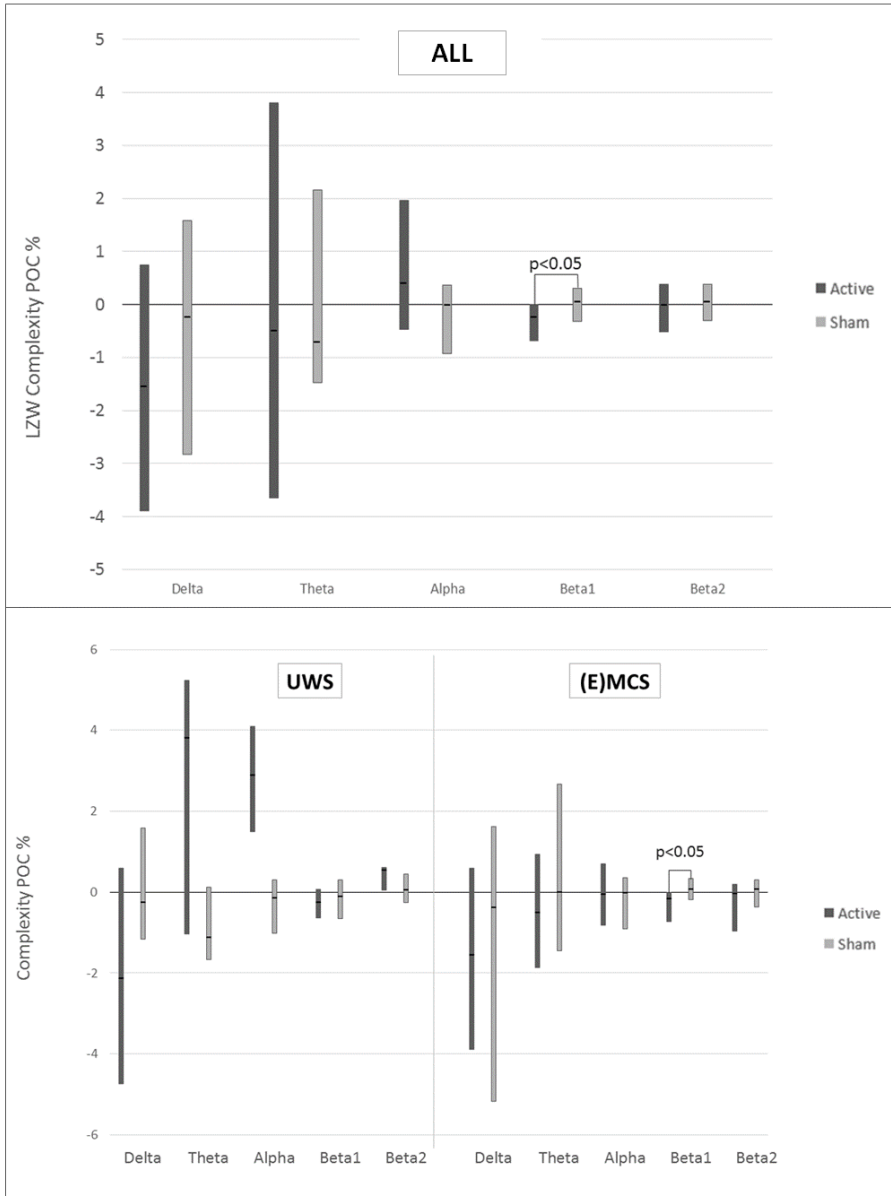 ALL
LZW Complexity POC %
5
4
3
2
1
0
-1
-2
-3
-4
-5
p<0.05
Delta Theta Alpha Beta1 Beta2
Active
Sham
UWS (E)MCS
Complexity POC %
6
4
2
0
-2
-4
-6
p<0.05
Delta Theta Alpha Beta1 Beta2 Delta Theta Alpha Beta1 Beta2
Active
Sham